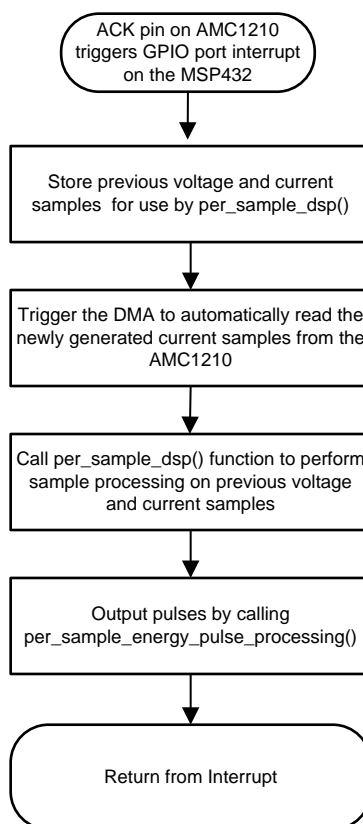 ACK pin on AMC1210
triggers GPIO port interrupt
on the MSP432
Store previous voltage and current
samples for use by per_sample_dsp()
Trigger the DMA to automatically read the
newly generated current samples from the
AMC1210
Call per_sample_dsp() function to perform
sample processing on previous voltage
and current samples
Output pulses by calling
per_sample_energy_pulse_processing()
Return from Interrupt